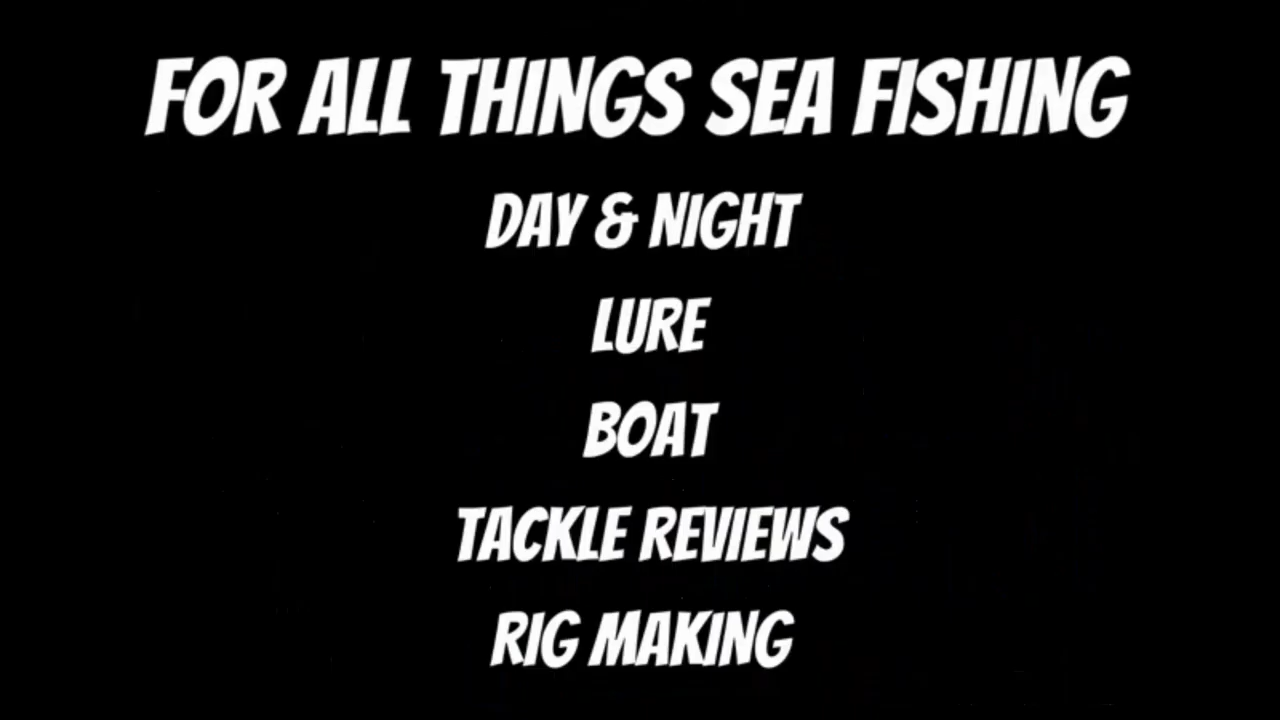 FOR ALL THINGS SEA FISHING
DAY & NIGHT
LURE
BOAT
TACKLE REVIEWS
RIG MAKING